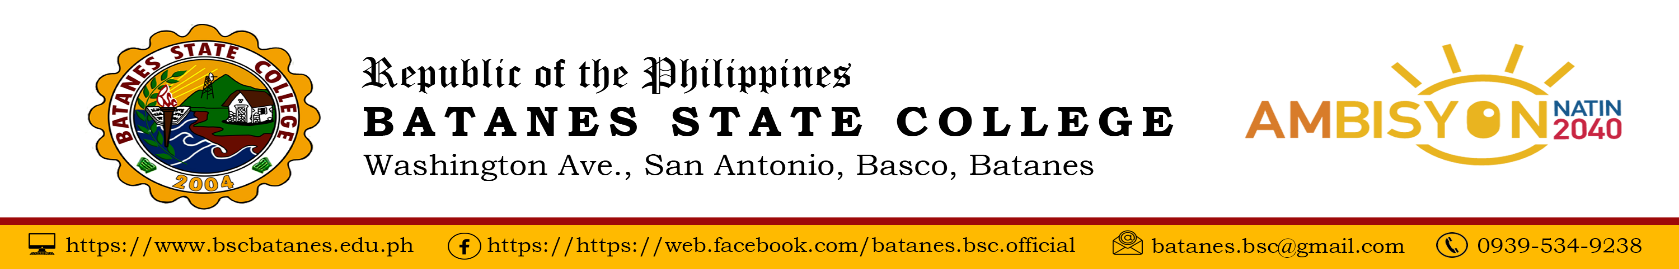 BATANES STATE COLLEGE
2004
Republic of the Philippines
BATANES STATE COLLEGE
Washington Ave., San Antonio, Basco, Batanes
AMBISYON NATIN 2040
https://www.bscbatanes.edu.ph
https://https://web.facebook.com/batanes.bsc.official
batanes.bsc@gmail.com
0939-534-9238